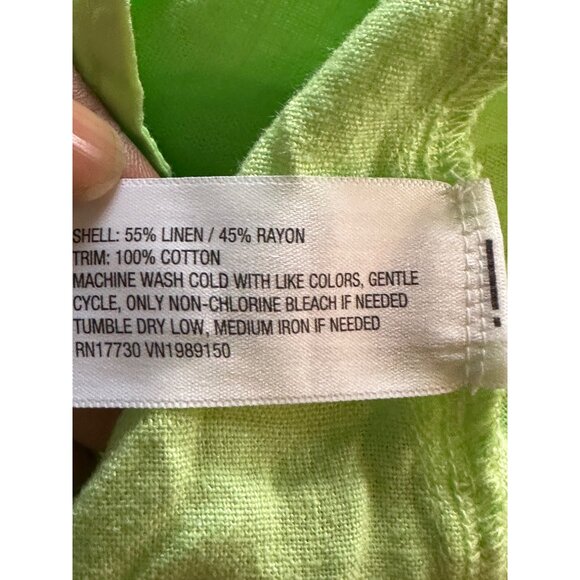 SHELL: 55% LINEN / 45% RAYON
TRIM: 100% COTTON
MACHINE WASH COLD WITH LIKE COLORS, GENTLE
CYCLE, ONLY NON-CHLORINE BLEACH IF NEEDED
TUMBLE DRY LOW, MEDIUM IRON IF NEEDED
RN17730 VN1989150